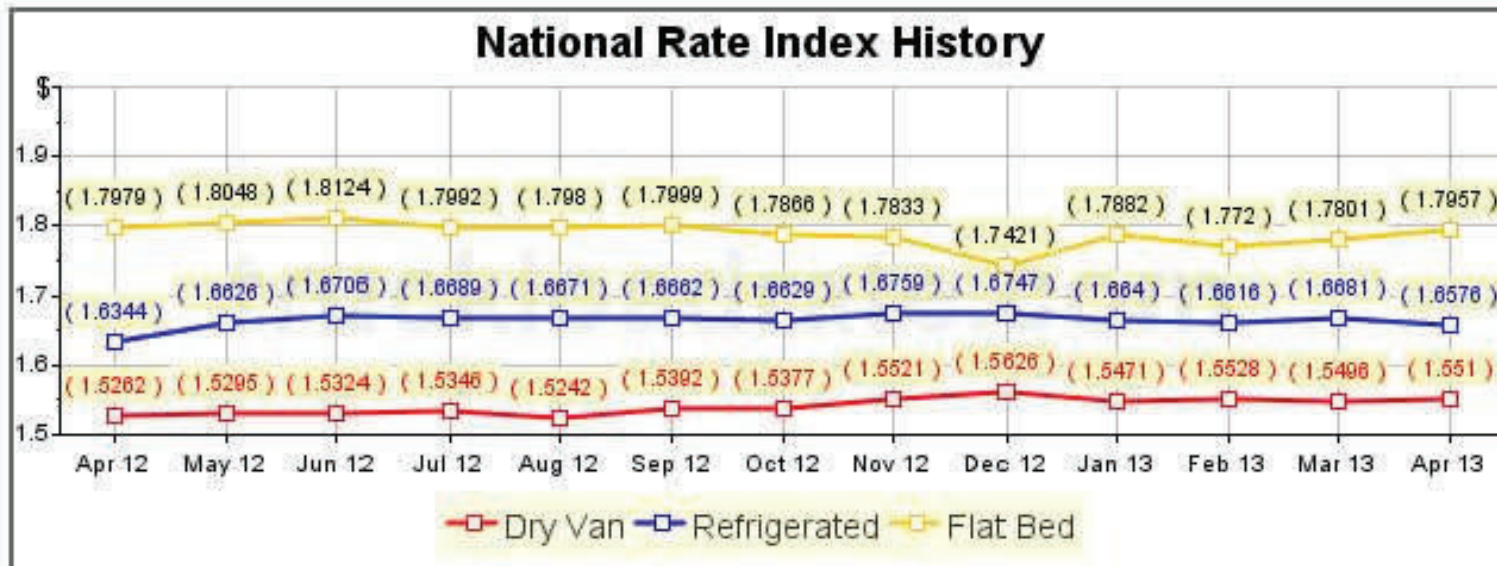 National Rate Index History
$
1.9
( 1.7979 ) ( 1.8048 ) ( 1.8124 ) ( 1.7992 ) ( 1.798 ) ( 1.7999 ) ( 1.7866 ) ( 1.7833 ) ( 1.7421 ) ( 1.7882 ) ( 1.772 ) ( 1.7801 ) ( 1.7957 )
1.8
1.7
( 1.6344 ) ( 1.6626 ) ( 1.6706 ) ( 1.6689 ) ( 1.6671 ) ( 1.6662 ) ( 1.6629 ) ( 1.6759 ) ( 1.6747 ) ( 1.664 ) ( 1.6616 ) ( 1.6681 ) ( 1.6576 )
1.6
( 1.5262 ) ( 1.5295 ) ( 1.5324 ) ( 1.5346 ) ( 1.5242 ) ( 1.5392 ) ( 1.5377 ) ( 1.5521 ) ( 1.5626 ) ( 1.5471 ) ( 1.5528 ) ( 1.5496 ) ( 1.551 )
1.5
Apr 12 May 12 Jun 12 Jul 12 Aug 12 Sep 12 Oct 12 Nov 12 Dec 12 Jan 13 Feb 13 Mar 13 Apr 13
Dry Van Refrigerated Flat Bed